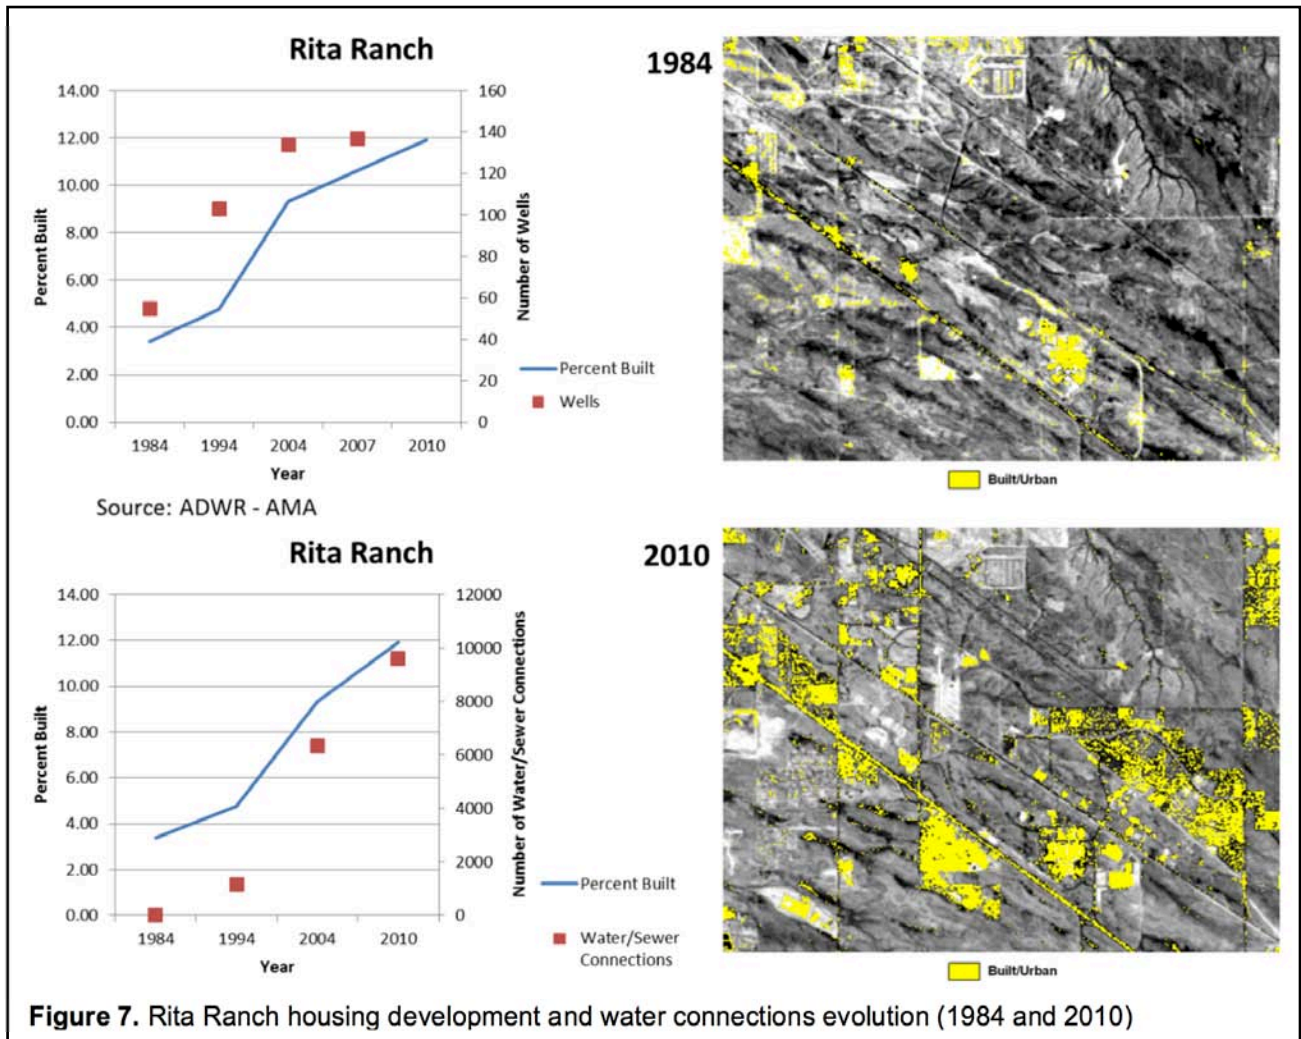 Rita Ranch
14.00
12.00
10.00
8.00
6.00
4.00
2.00
0.00
Percent Built
160
140
120
100
80
60
40
20
0
Number of Wells
1984 1994 2004 2007 2010
Year
Percent Built
Wells
Source: ADWR - AMA
1984
Built/Urban
Rita Ranch
14.00
12.00
10.00
8.00
6.00
4.00
2.00
0.00
Percent Built
12000
10000
8000
6000
4000
2000
0
Number of Water/Sewer Connections
1984 1994 2004 2010
Year
Percent Built
Water/Sewer
Connections
2010
Built/Urban
Figure 7. Rita Ranch housing development and water connections evolution (1984 and 2010)